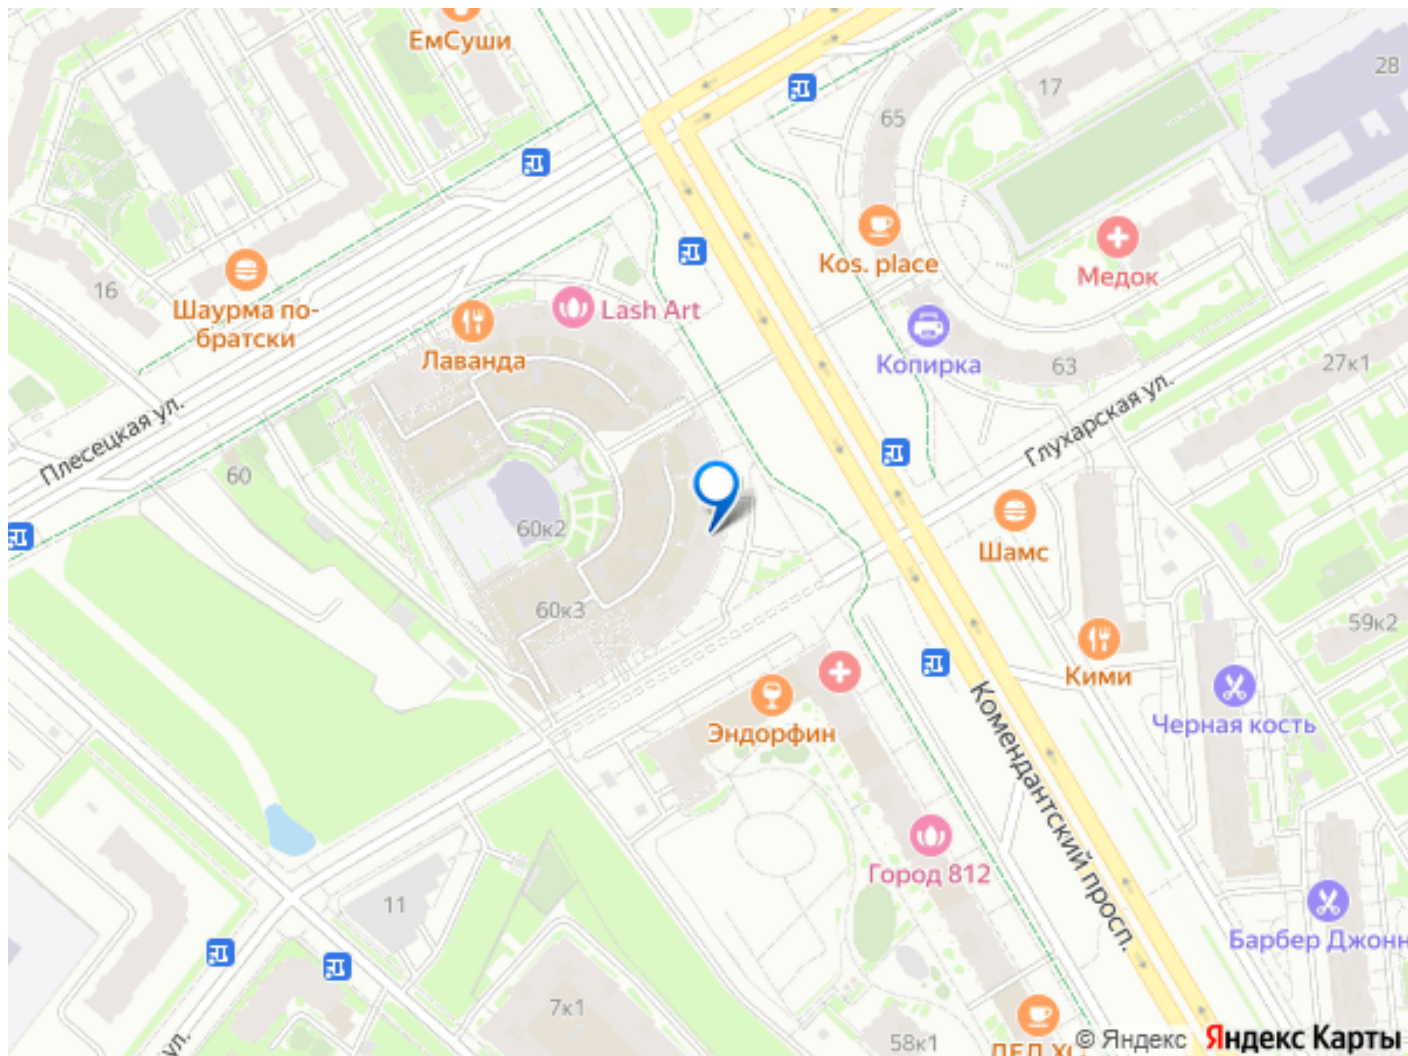 ЕмСуши
28
17
65
Kos. place
Медок
16
Шаурма по-
братски
Lash Art
Лаванда
Копирка
63
27к1
Плесецкая ул.
Глухарская ул.
60
60к2
Шамс
60к3
59к2
Кими
Эндорфин
Черная кость
Комендантский просп.
Город 812
11
Барбер Джонн
7к1
58к1
ул.
© Яндекс Яндекс Карты